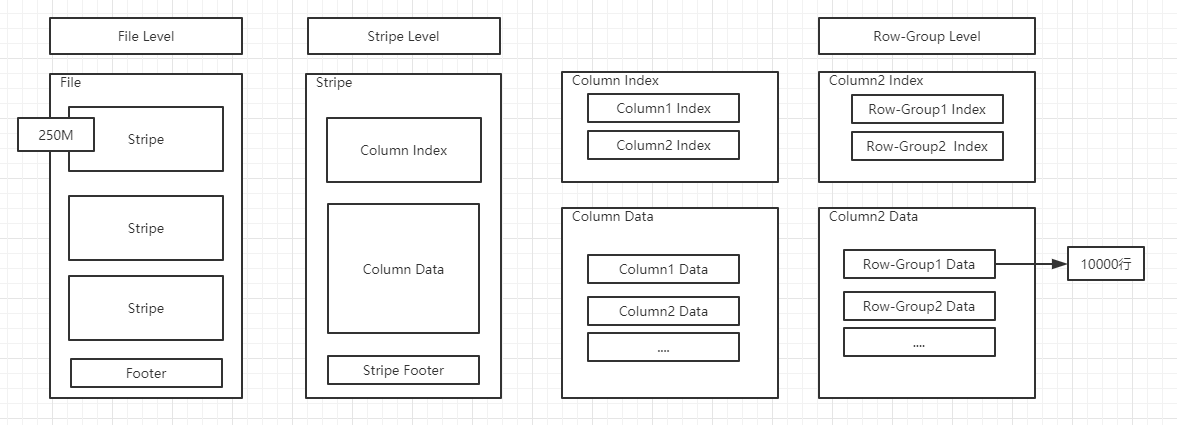 File Level
Stripe Level
Row-Group Level
File
250M
Stripe
Stripe
Stripe
Footer
Stripe
Column Index
Column Data
Stripe Footer
Column Index
Column1 Index
Column2 Index
Column Data
Column1 Data
Column2 Data
....
Column2 Index
Row-Group1 Index
Row-Group2 Index
Column2 Data
Row-Group1 Data
10000行
Row-Group2 Data
....